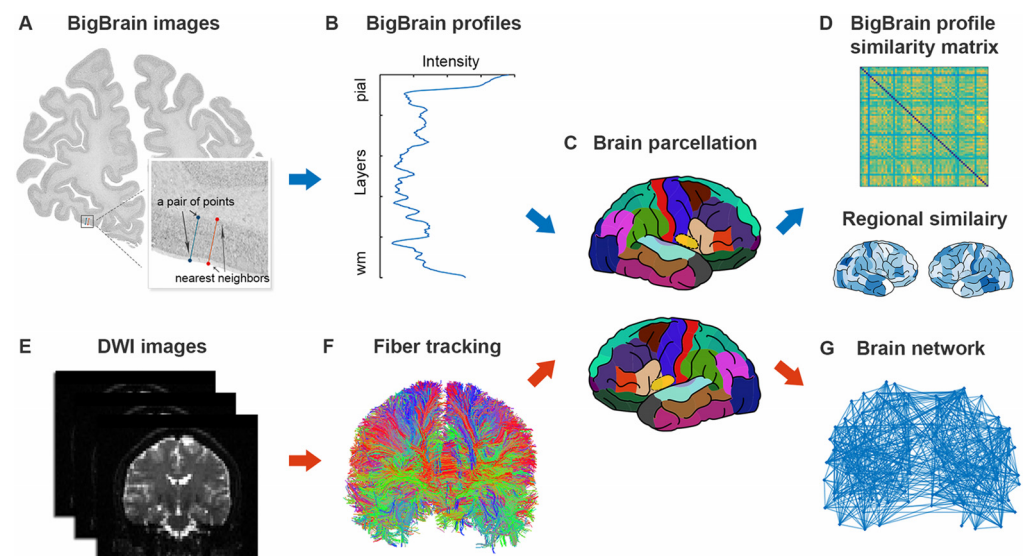 A BigBrain images
a pair of points
nearest neighbors
B BigBrain profiles
Intensity
pial
Layers
wm
C Brain parcellation
D BigBrain profile
similarity matrix
Regional similairy
E DWI images
F Fiber tracking
G Brain network